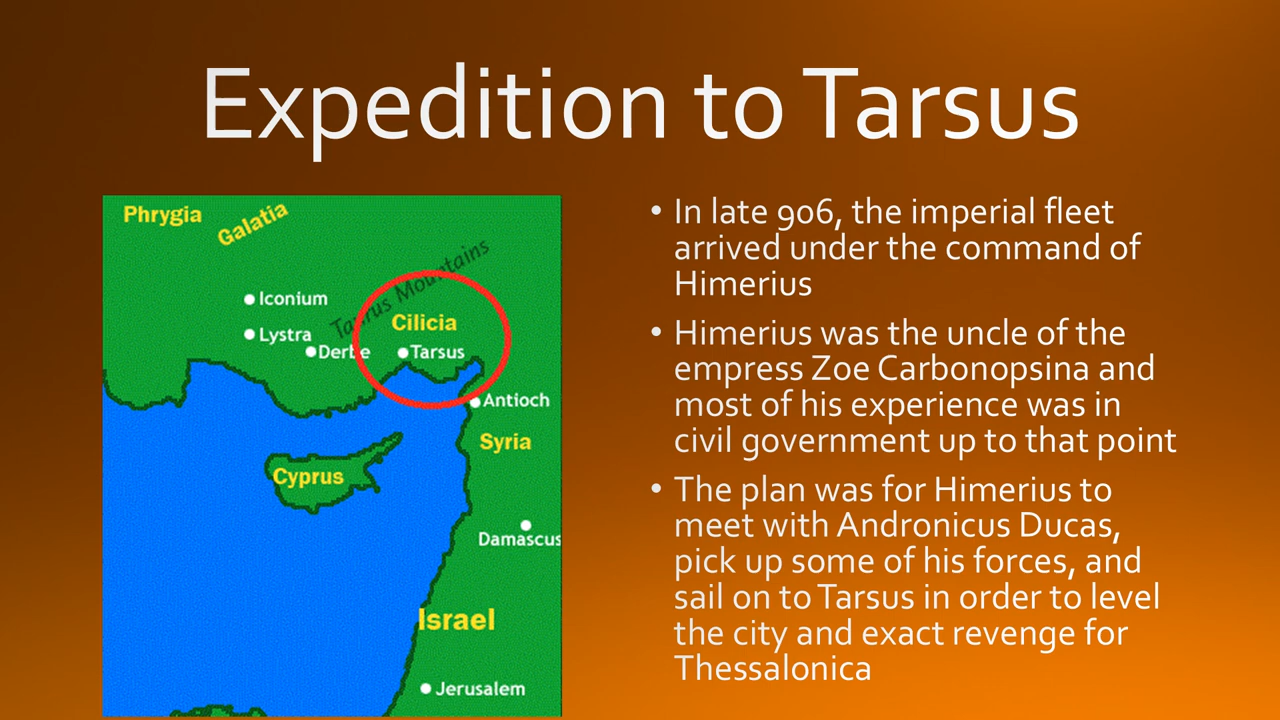 Expedition to Tarsus
Phrygia
Galatia
Taurus Mountains
Iconium
Cilicia
Lystra
Derbe
Tarsus
Antioch
Syria
Cyprus
Damascus
Israel
Jerusalem
• In late 906, the imperial fleet
arrived under the command of
Himerius
• Himerius was the uncle of the
empress Zoe Carbonopsina and
most of his experience was in
civil government up to that point
• The plan was for Himerius to
meet with Andronicus Ducas,
pick up some of his forces, and
sail on to Tarsus in order to level
the city and exact revenge for
Thessalonica